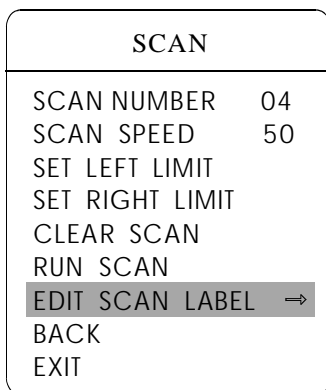 SCAN
SCAN NUMBER 04
SCAN SPEED 50
SET LEFT LIMIT
SET RIGHT LIMIT
CLEAR SCAN
RUN SCAN
EDIT SCAN LABEL ⇒
BACK
EXIT